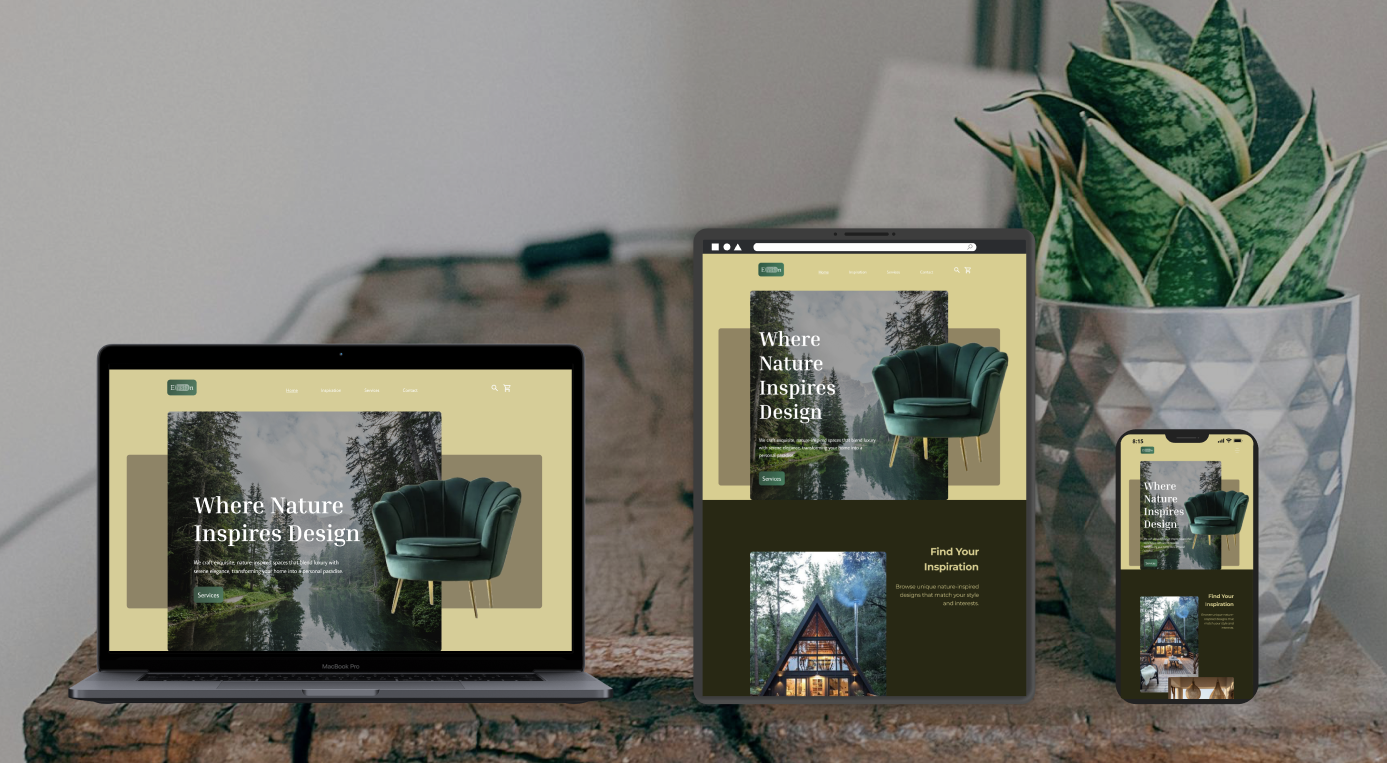 Home
Services
Contact
Where Nature
Inspires Design
We craft exquisite, nature-inspired spaces that blend luxury with
serene elegance, transforming your home into a personal paradise.
Services
MacBook Pro
Home
Services
Contact
Where
Nature
Inspires
Design
We craft exquisite, nature-inspired spaces that blend luxury
with serene elegance, transforming your home into a
personal paradise.
Services
Find Your
Inspiration
Browse unique nature-inspired
designs that match your style
and interests.
8:15
Where
Nature
Inspires
Design
Find Your
Inspiration